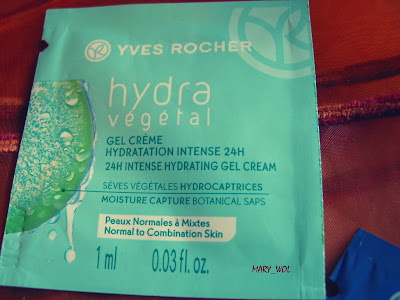 YVES ROCHER
hydra
végétal
GEL CRÈME
HYDRATATION INTENSE 24H
24H INTENSE HYDRATING GEL CREAM
SÈVES VÉGÉTALES HYDROCAPTRICES
MOISTURE CAPTURE BOTANICAL SAPS
Peaux Normales à Mixtes
Normal to Combination Skin
1 ml 0.03 fl. oz.
MARY_WOL